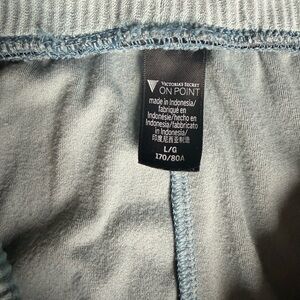 VICTORIA'S SECRET
ON POINT
made in Indonesia/
fabriqué en
Indonésie/hecho en
Indonesia/fabbricato
in Indonesia/
印度尼西亚制造
L/G
170/80A